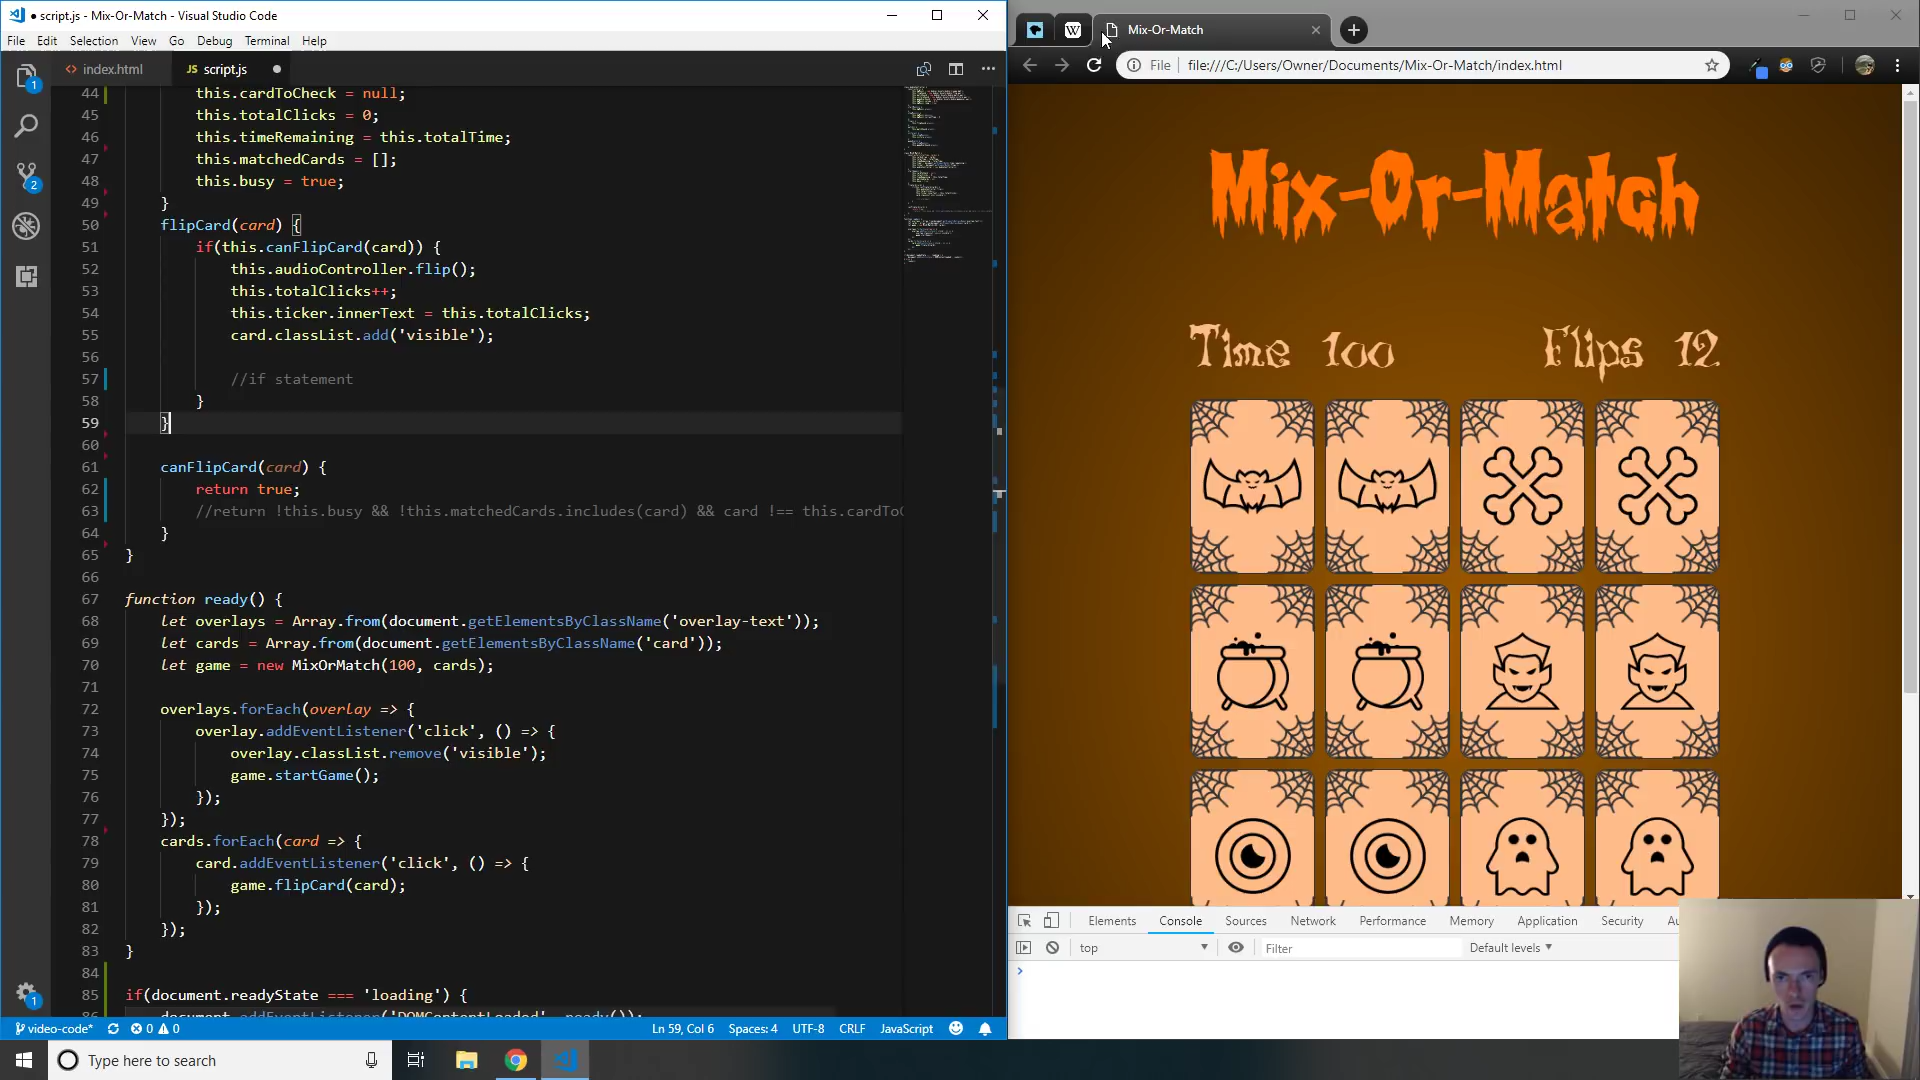 ● script.js - Mix-Or-Match - Visual Studio Code
File Edit Selection View Go Debug Terminal Help
index.html
JS script.js
44 this.cardToCheck = null;
45 this.totalClicks = 0;
46 this.timeRemaining = this.totalTime;
47 this.matchedCards = [];
48 this.busy = true;
49 }
50 flipCard(card) {
51 if(this.canFlipCard(card)) {
52 this.audioController.flip();
53 this.totalClicks++;
54 this.ticker.innerText = this.totalClicks;
55 card.classList.add('visible');
56
57 //if statement
58 }
59 }
60
61 canFlipCard(card) {
62 return true;
63 //return !this.busy && !this.matchedCards.includes(card) && card !== this.cardToC
64 }
65 }
66
67 function ready() {
68 let overlays = Array.from(document.getElementsByClassName('overlay-text'));
69 let cards = Array.from(document.getElementsByClassName('card'));
70 let game = new MixOrMatch(100, cards);
71
72 overlays.forEach(overlay => {
73 overlay.addEventListener('click', () => {
74 overlay.classList.remove('visible');
75 game.startGame();
76 });
77 });
78 cards.forEach(card => {
79 card.addEventListener('click', () => {
80 game.flipCard(card);
81 });
82 });
83 }
84
85 if(document.readyState === 'loading') {
86 document.addEventListener('DOMContentLoaded', ready());
1
2
1
video-code* 0 0 Ln 59, Col 6 Spaces: 4 UTF-8 CRLF JavaScript
Type here to search
W Mix-Or-Match
File file:///C:/Users/Owner/Documents/Mix-Or-Match/index.html
Mix-Or-Match
Time 100 Flips 12
Elements Console Sources Network Performance Memory Application Security Au
top Filter Default levels